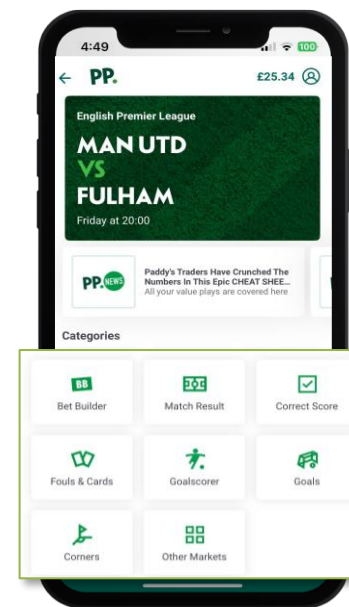 4:49
100
PP.
£25.34
English Premier League
MAN UTD
VS
FULHAM
Friday at 20:00
PP. NEWS
Paddy's Traders Have Crunched The
Numbers In This Epic CHEAT SHEE...
All your value plays are covered here
Categories
BB
Bet Builder
Match Result
Correct Score
Fouls & Cards
Goalscorer
Goals
Corners
Other Markets